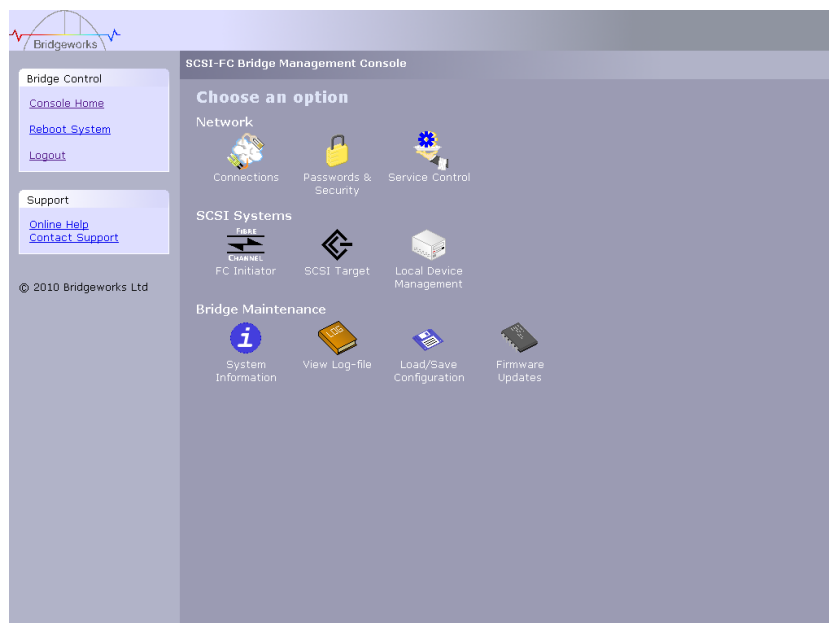 Bridgeworks
SCSI-FC Bridge Management Console
Bridge Control
Console Home
Reboot System
Logout
Support
Online Help
Contact Support
© 2010 Bridgeworks Ltd
Choose an option
Network
Connections
Passwords &
Security
Service Control
SCSI Systems
FIBRE
CHANNEL
FC Initiator
SCSI Target
Local Device
Management
Bridge Maintenance
i
System
Information
LOG
View Log-file
Load/Save
Configuration
Firmware
Updates